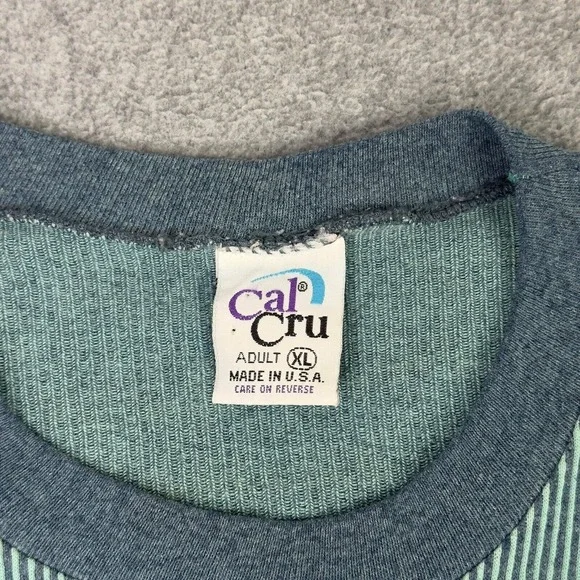 Cal®
Cru
ADULT XL
MADE IN U.S.A.
CARE ON REVERSE